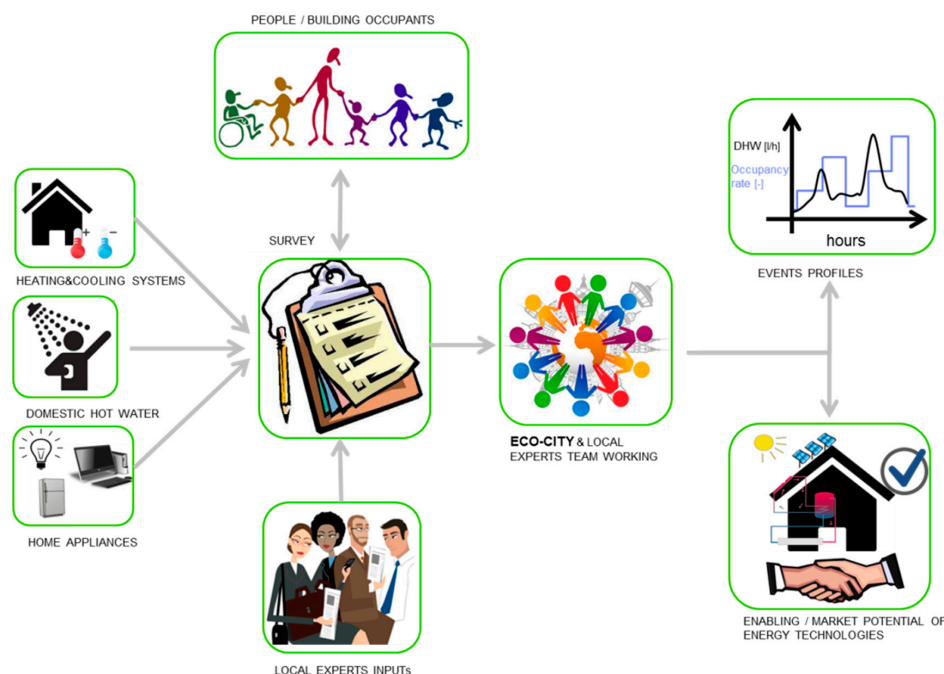 PEOPLE / BUILDING OCCUPANTS
DHW [l/h]
Occupancy
rate [-]
hours
EVENTS PROFILES
SURVEY
+
−
HEATING&COOLING SYSTEMS
DOMESTIC HOT WATER
HOME APPLIANCES
ECO-CITY & LOCAL
EXPERTS TEAM WORKING
LOCAL EXPERTS INPUTs
ENABLING / MARKET POTENTIAL OF
ENERGY TECHNOLOGIES